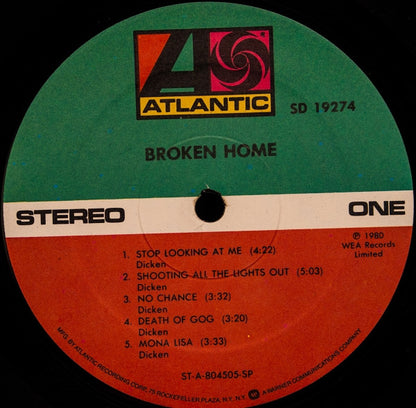 ATLANTIC
SD 19274
BROKEN HOME
STEREO
ONE
℗ 1980
WEA Records
Limited
1. STOP LOOKING AT ME (4:22)
Dicken
2. SHOOTING ALL THE LIGHTS OUT (5:03)
Dicken
3. NO CHANCE (3:32)
Dicken
4. DEATH OF GOG (3:20)
Dicken
5. MONA LISA (3:33)
Dicken
ST-A-804505-SP
MFG. BY ATLANTIC RECORDING CORP., 75 ROCKEFELLER PLAZA, N.Y., N.Y. A WARNER COMMUNICATIONS COMPANY